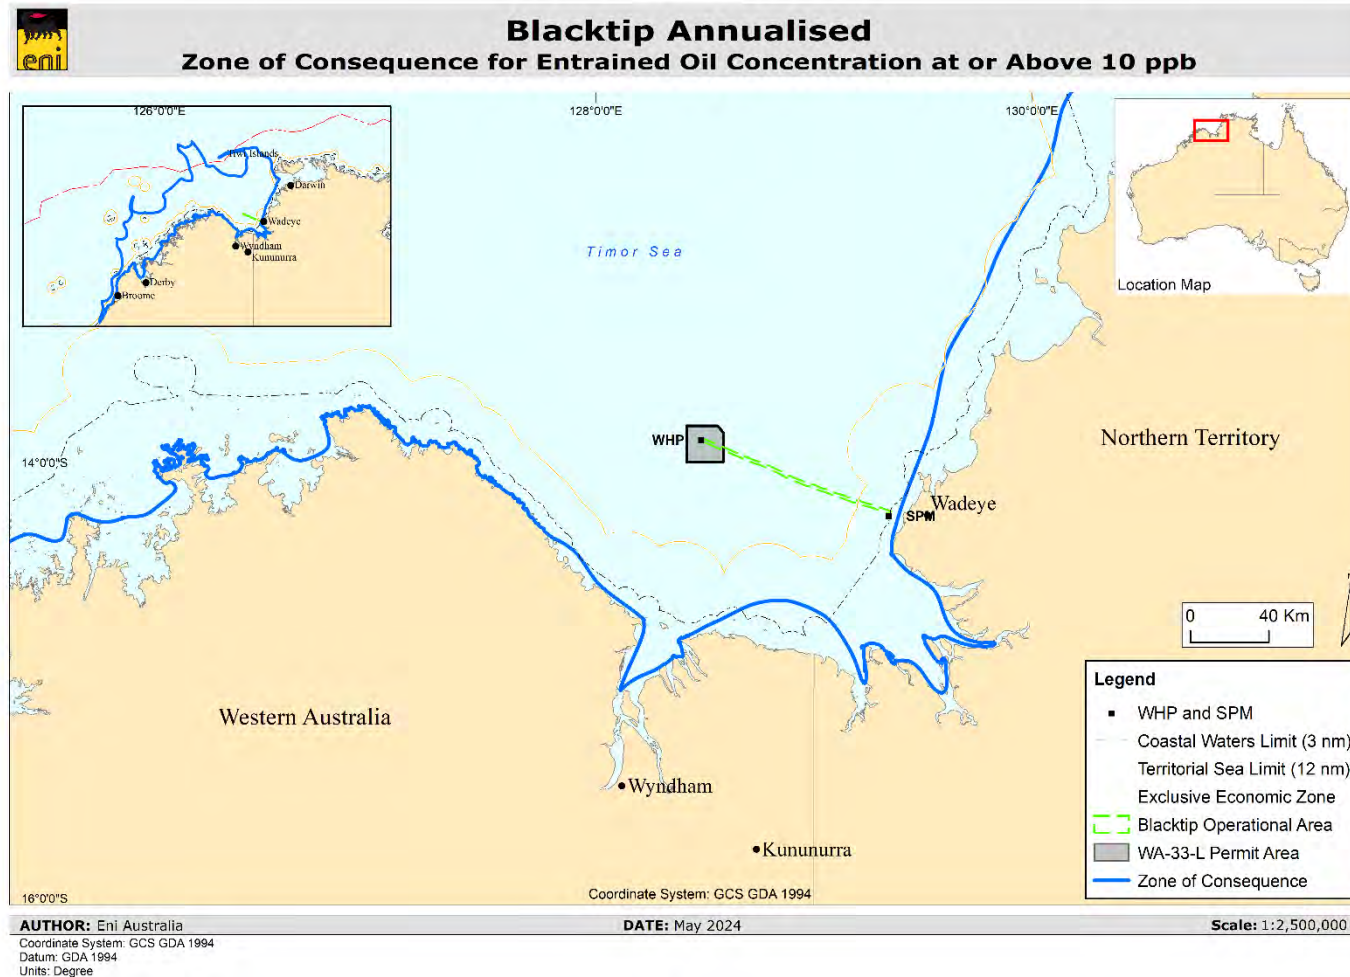 eni
Blacktip Annualised
Zone of Consequence for Entrained Oil Concentration at or Above 10 ppb
126°0'0"E
128°0'0"E
130°0'0"E
Tiwi Islands
Darwin
Wadeye
Wyndham
Kununurra
Derby
Broome
Timor Sea
Location Map
WHP
14°0'0"S
Northern Territory
SPM
Wadeye
0 40 Km
Western Australia
Wyndham
Kununurra
Legend
WHP and SPM
Coastal Waters Limit (3 nm)
Territorial Sea Limit (12 nm)
Exclusive Economic Zone
Blacktip Operational Area
WA-33-L Permit Area
Zone of Consequence
16°0'0"S
Coordinate System: GCS GDA 1994
AUTHOR: Eni Australia
DATE: May 2024
Scale: 1:2,500,000
Coordinate System: GCS GDA 1994
Datum: GDA 1994
Units: Degree